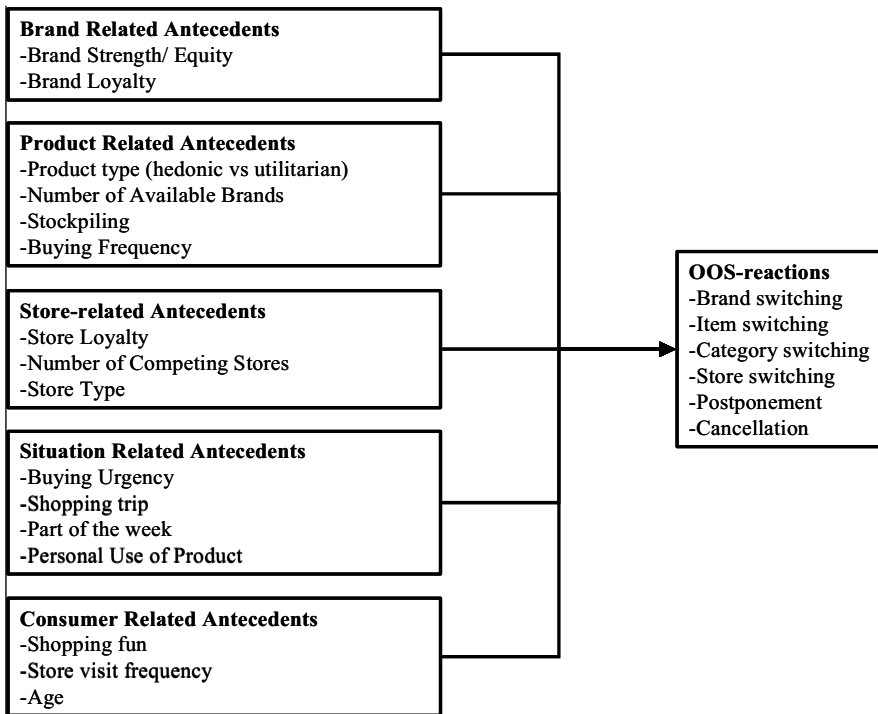 Brand Related Antecedents
-Brand Strength/ Equity
-Brand Loyalty
Product Related Antecedents
-Product type (hedonic vs utilitarian)
-Number of Available Brands
-Stockpiling
-Buying Frequency
Store-related Antecedents
-Store Loyalty
-Number of Competing Stores
-Store Type
Situation Related Antecedents
-Buying Urgency
-Shopping trip
-Part of the week
-Personal Use of Product
Consumer Related Antecedents
-Shopping fun
-Store visit frequency
-Age
OOS-reactions
-Brand switching
-Item switching
-Category switching
-Store switching
-Postponement
-Cancellation